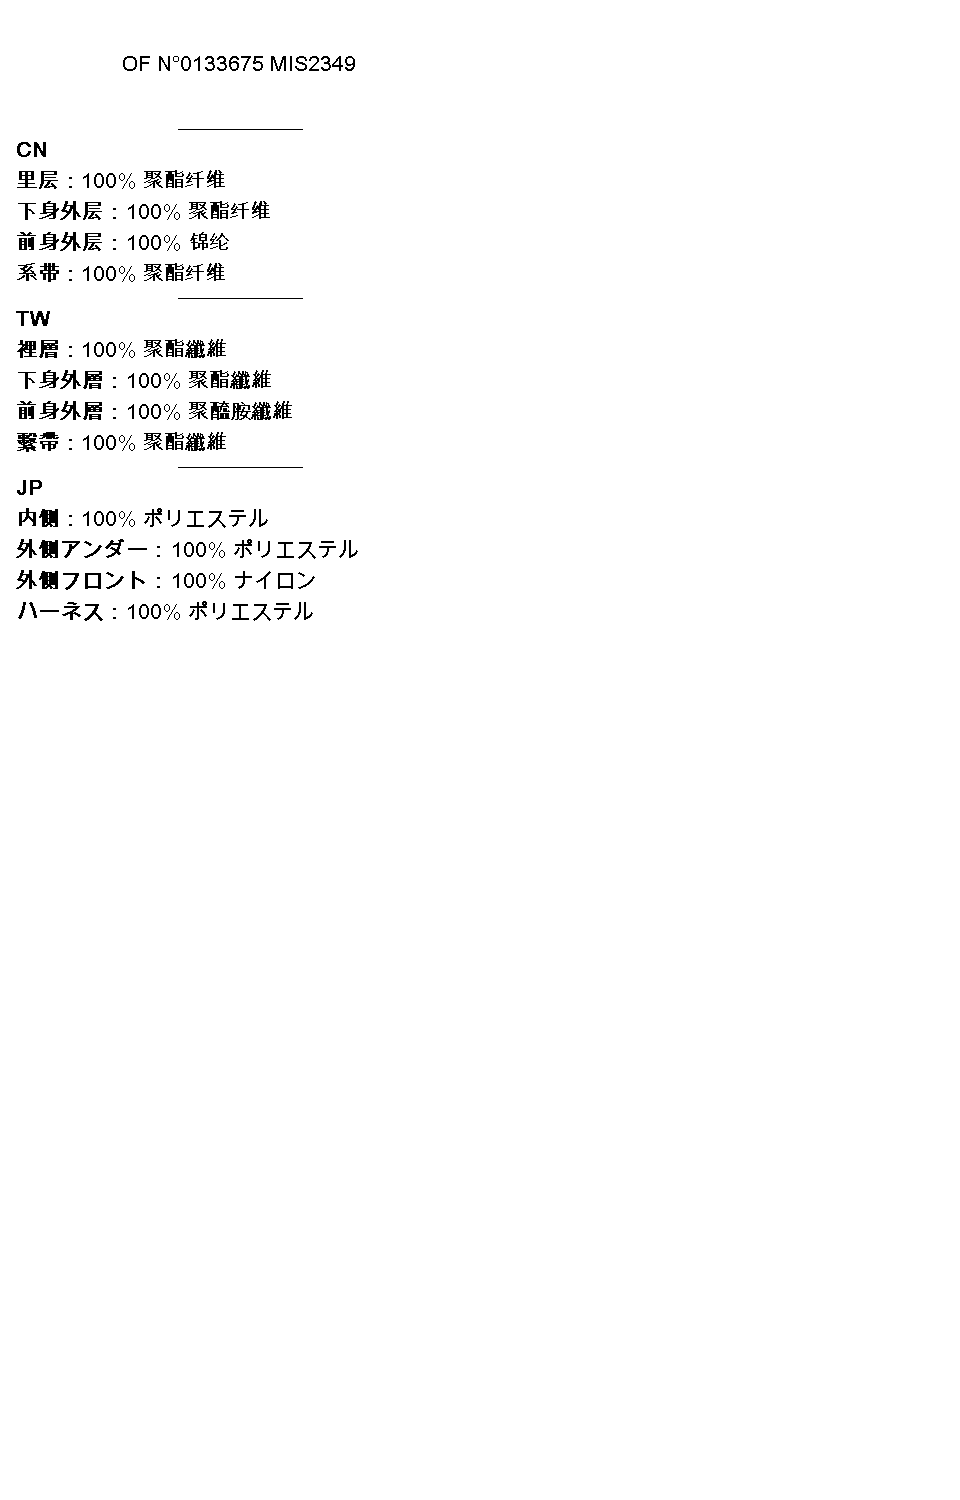 OF N°0133675 MIS2349
CN
里层 : 100% 聚酯纤维
下身外层 : 100% 聚酯纤维
前身外层 : 100% 锦纶
系带 : 100% 聚酯纤维
TW
裡層 : 100% 聚酯纖維
下身外層 : 100% 聚酯纖維
前身外層 : 100% 聚醯胺纖維
繫帶 : 100% 聚酯纖維
JP
内側 : 100% ポリエステル
外側アンダー : 100% ポリエステル
外側フロント : 100% ナイロン
ハーネス : 100% ポリエステル